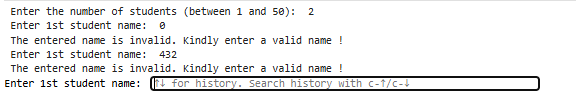 Enter the number of students (between 1 and 50): 2
Enter 1st student name: 0
The entered name is invalid. Kindly enter a valid name !
Enter 1st student name: 432
The entered name is invalid. Kindly enter a valid name !
Enter 1st student name: ↑↓ for history. Search history with c-↑/c-↓